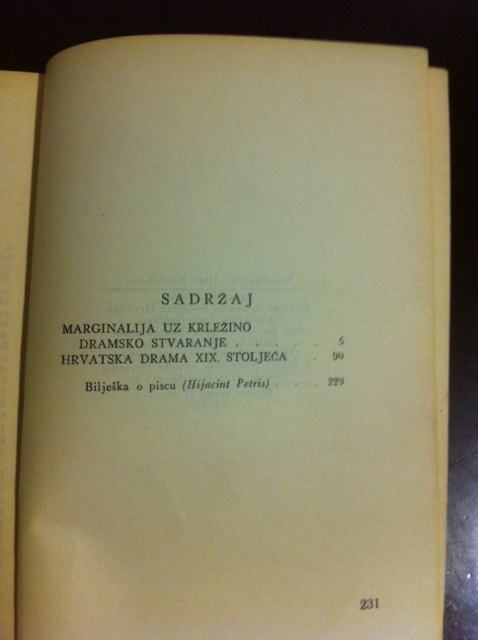 SADRŽAJ
MARGINALIJA UZ KRLEŽINO
DRAMSKO STVARANJE . . . . . . 5
HRVATSKA DRAMA XIX. STOLJEĆA . . 90
Bilješka o piscu (Hijacint Petris) . . . 229
231